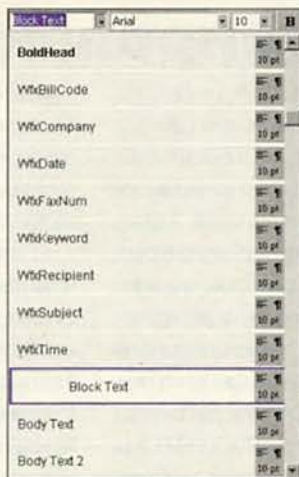 Block Text Arial 10 B
BoldHead ¶ 10 pt
WfxBillCode ¶ 10 pt
WfxCompany ¶ 10 pt
WfxDate ¶ 10 pt
WfxFaxNum ¶ 10 pt
WfxKeyword ¶ 10 pt
WfxRecipient ¶ 10 pt
WfxSubject ¶ 10 pt
WfxTime ¶ 10 pt
Block Text ¶ 10 pt
Body Text ¶ 10 pt
Body Text 2 ¶ 10 pt